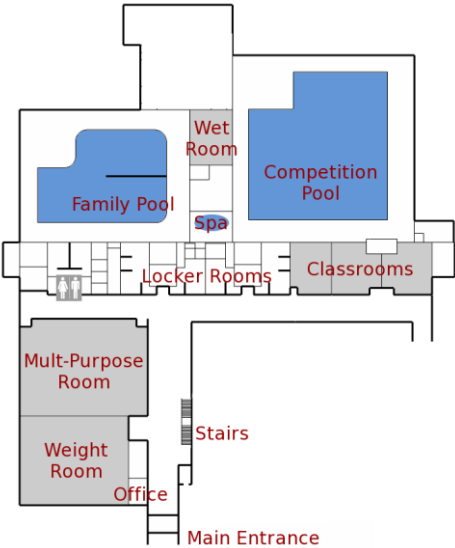 Wet
Room
Competition
Pool
Family Pool
Spa
Locker Rooms
Classrooms
Mult-Purpose
Room
Weight
Room
Stairs
Office
Main Entrance